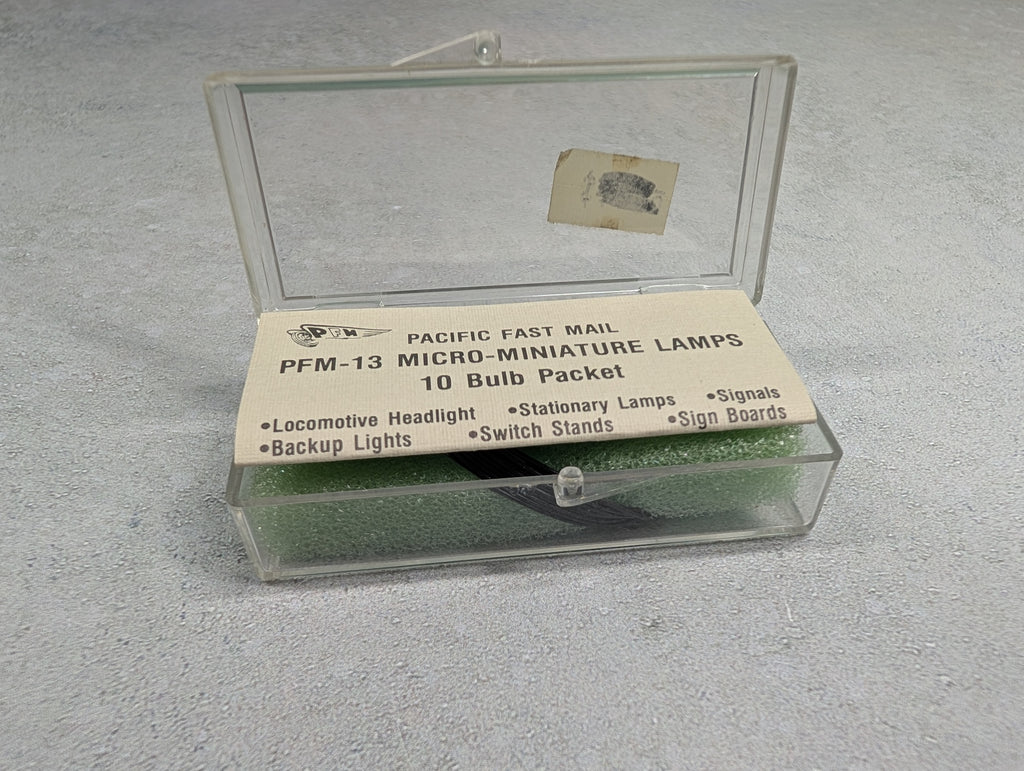 PFM
PACIFIC FAST MAIL
PFM-13 MICRO-MINIATURE LAMPS
10 Bulb Packet
•Locomotive Headlight •Stationary Lamps •Signals
•Backup Lights •Switch Stands •Sign Boards